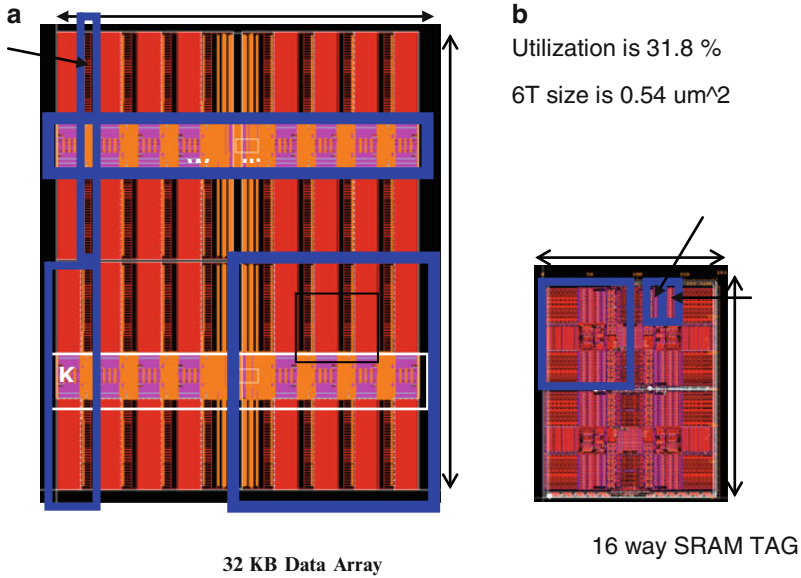 a
b
Utilization is 31.8 %
6T size is 0.54 um^2
K
32 KB Data Array
16 way SRAM TAG